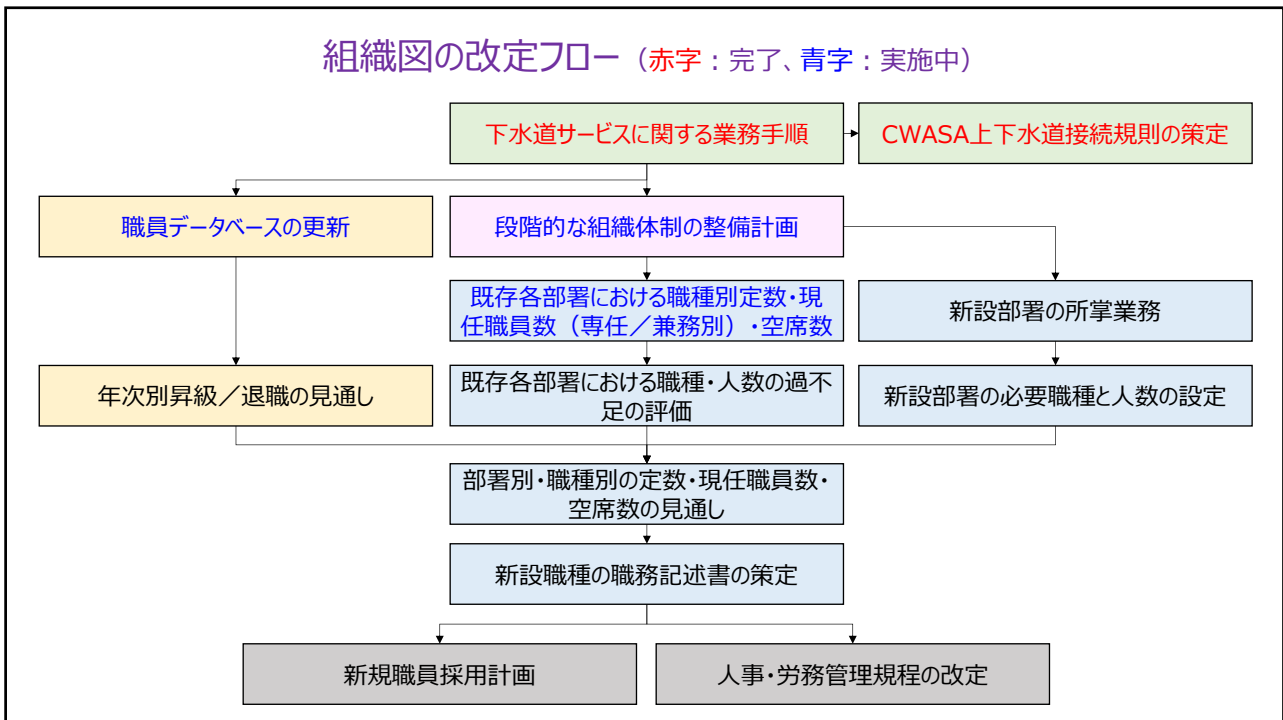 組織図の改定フロー（赤字：完了、青字：実施中）
下水道サービスに関する業務手順
CWASA上下水道接続規則の策定
職員データベースの更新
段階的な組織体制の整備計画
既存各部署における職種別定数・現
任職員数（専任／兼務別）・空席数
新設部署の所掌業務
年次別昇級／退職の見通し
既存各部署における職種・人数の過不
足の評価
新設部署の必要職種と人数の設定
部署別・職種別の定数・現任職員数・
空席数の見通し
新設職種の職務記述書の策定
新規職員採用計画
人事・労務管理規程の改定